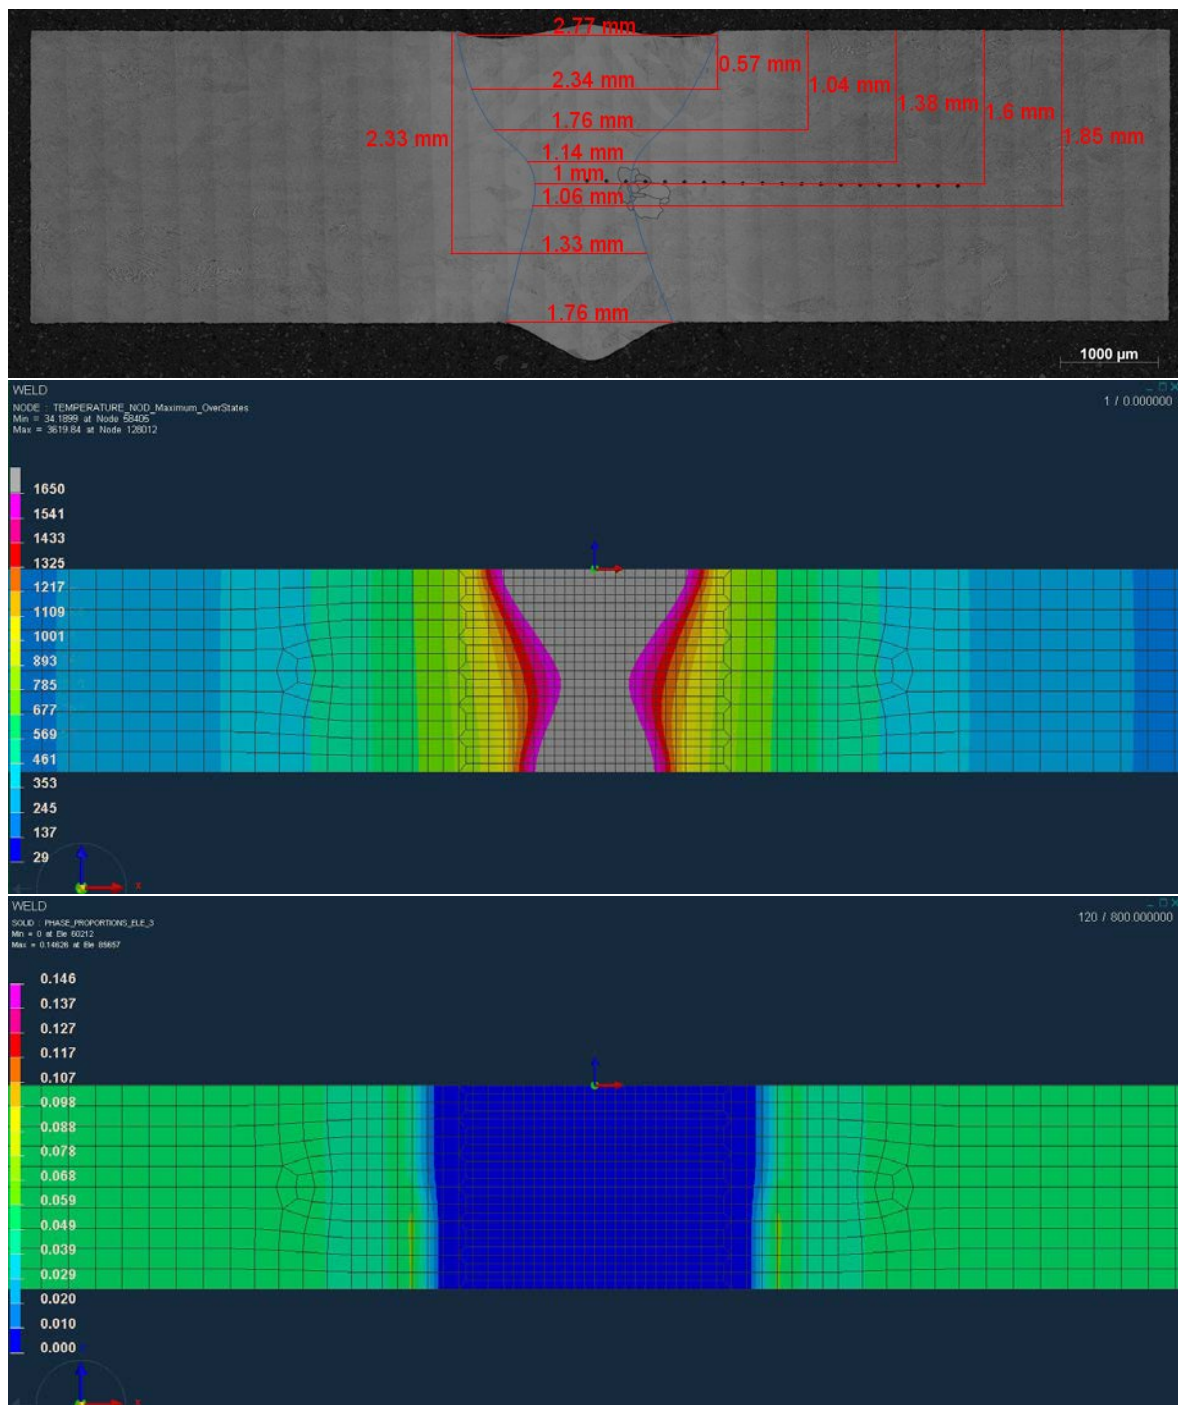 2.77 mm
0.57 mm
2.34 mm
1.04 mm
1.38 mm
1.6 mm
1.76 mm
1.85 mm
2.33 mm
1.14 mm
1 mm
1.06 mm
1.33 mm
1.76 mm
1000 µm
WELD
1 / 0.000000
NODE : TEMPERATURE_NOD_Maximum_OverStates
Min = 34.1899 at Node 58405
Max = 3619.84 at Node 128012
1650
1541
1433
1325
1217
1109
1001
893
785
677
569
461
353
245
137
29
X
WELD
120 / 800.000000
SOLID : PHASE_PROPORTIONS_ELE_3
Min = 0 at Ele 60212
Max = 0.14626 at Ele 85657
0.146
0.137
0.127
0.117
0.107
0.098
0.088
0.078
0.068
0.059
0.049
0.039
0.029
0.020
0.010
0.000